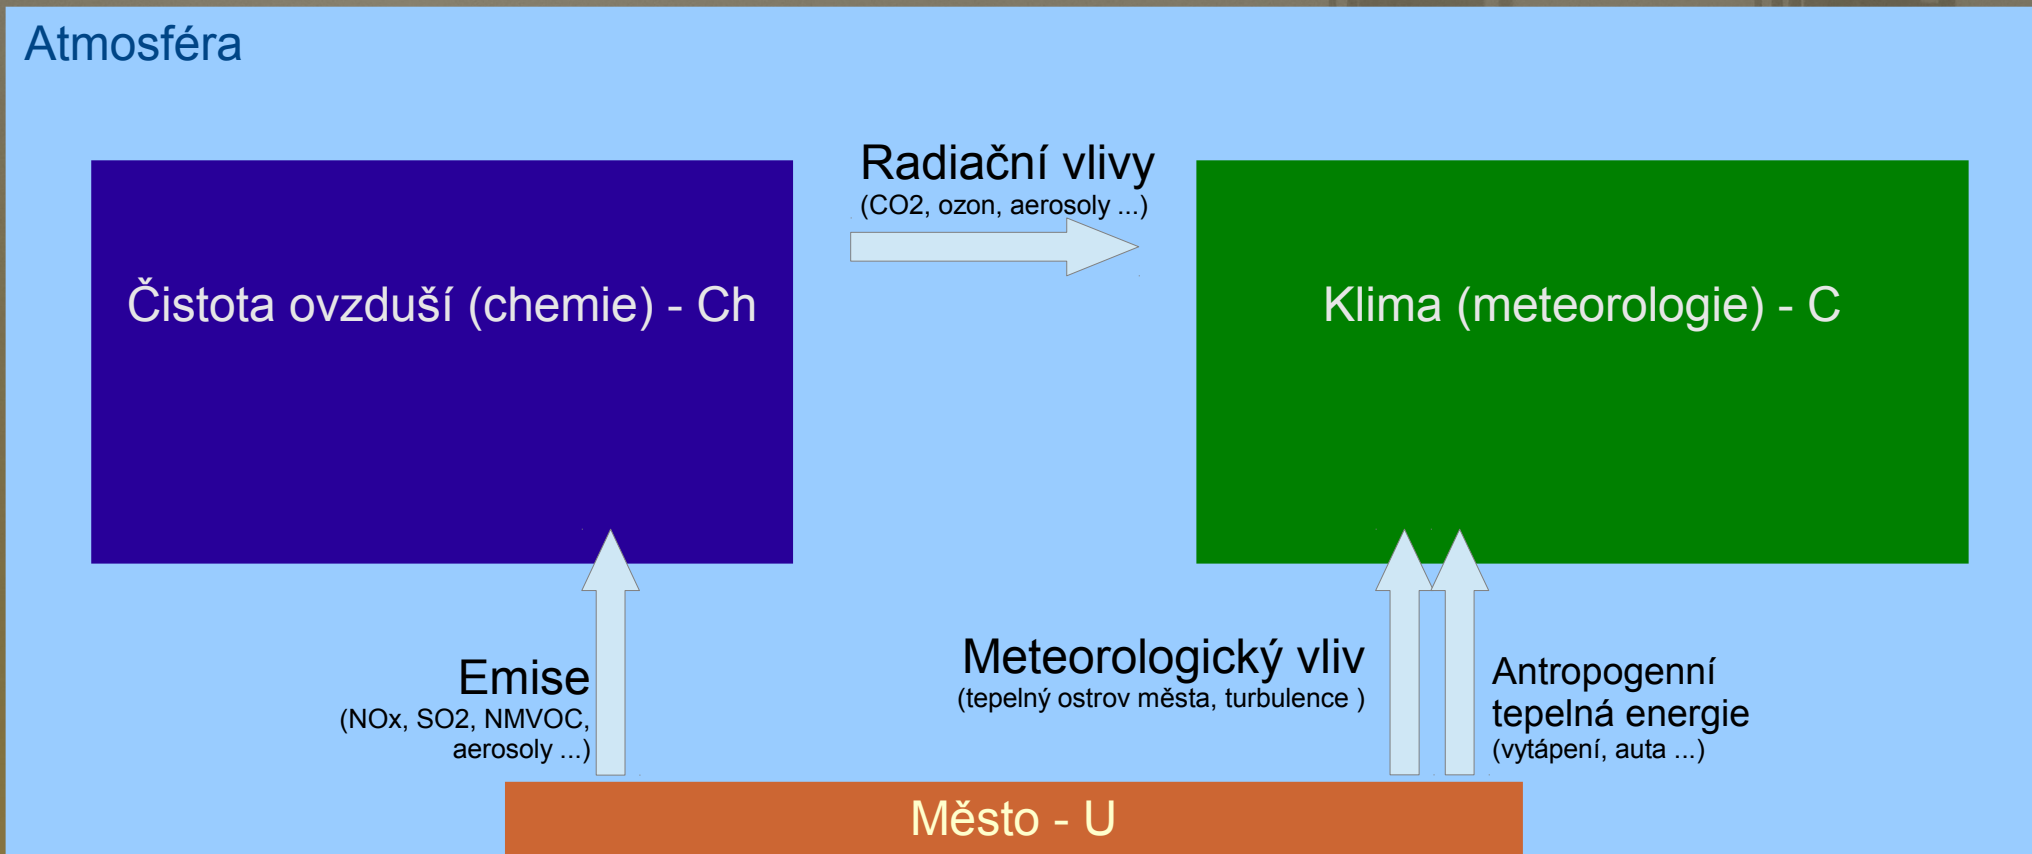 Atmosféra
Radiační vlivy
(CO2, ozon, aerosoly ...)
Čistota ovzduší (chemie) - Ch
Klima (meteorologie) - C
Emise
(NOx, SO2, NMVOC,
aerosoly ...)
Meteorologický vliv
(tepelný ostrov města, turbulence )
Antropogenní
tepelná energie
(vytápení, auta ...)
Město - U